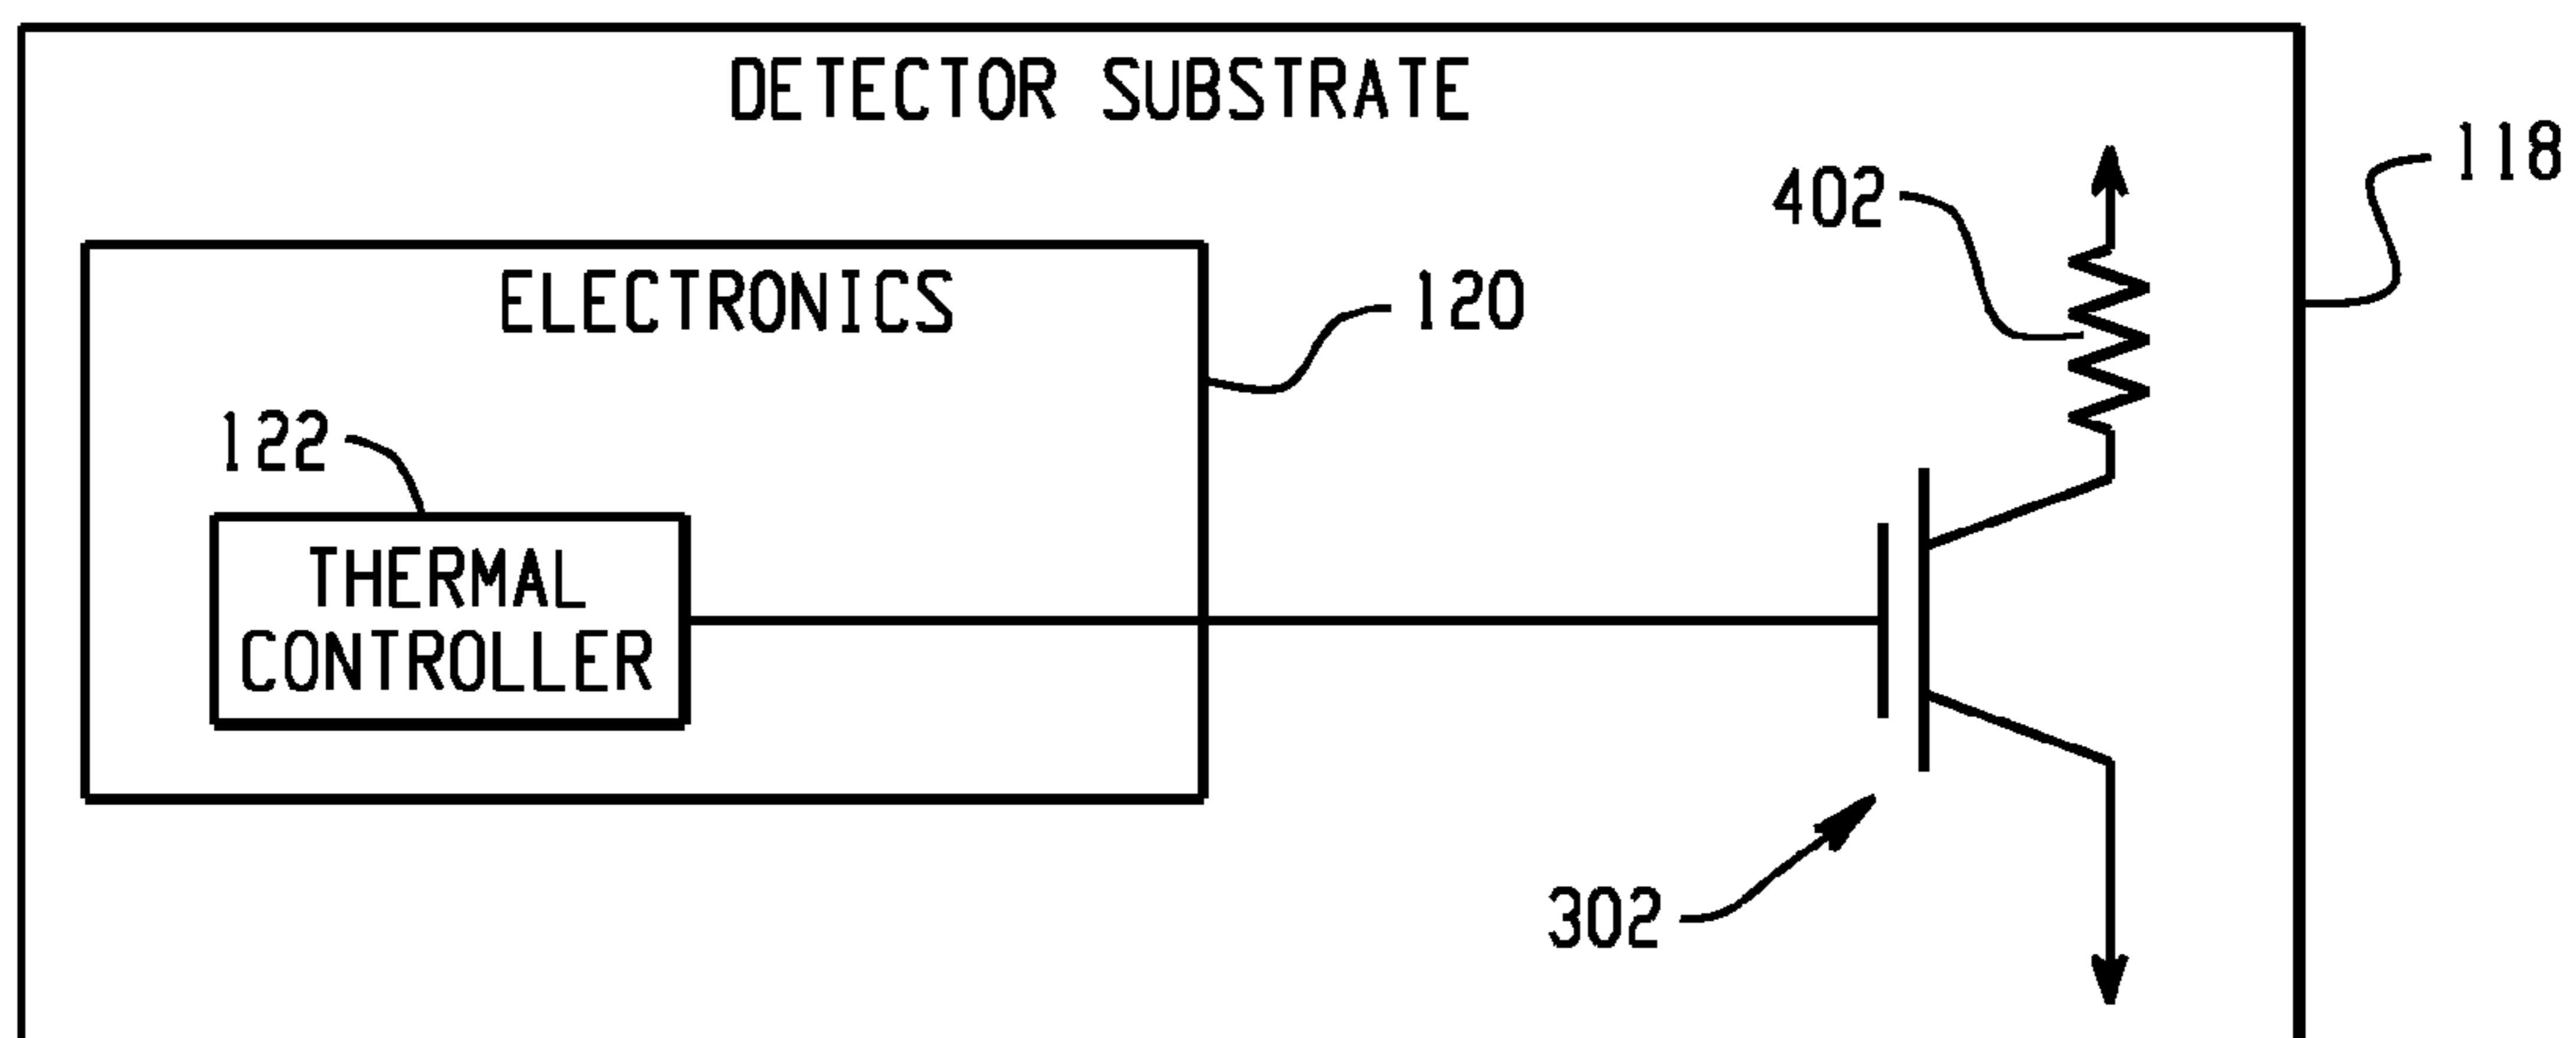 DETECTOR SUBSTRATE
118
402
ELECTRONICS
120
122
THERMAL
CONTROLLER
302